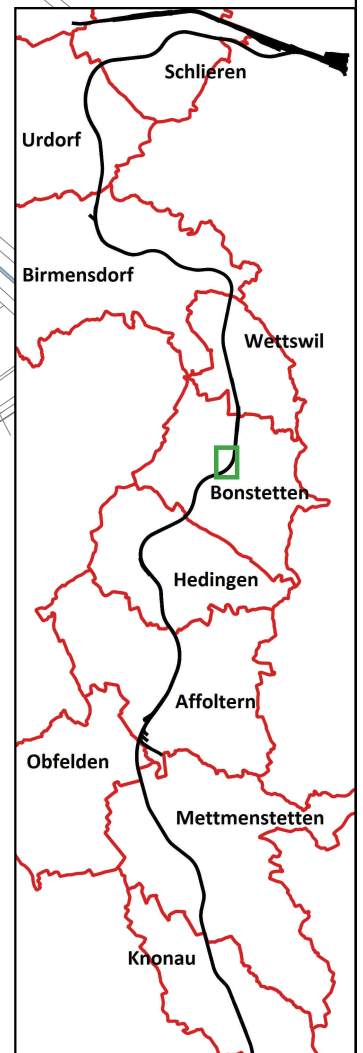 Schlieren
Urdorf
Birmensdorf
Wettswil
Bonstetten
Hedingen
Affoltern
Obfelden
Mettmenstetten
Knonau